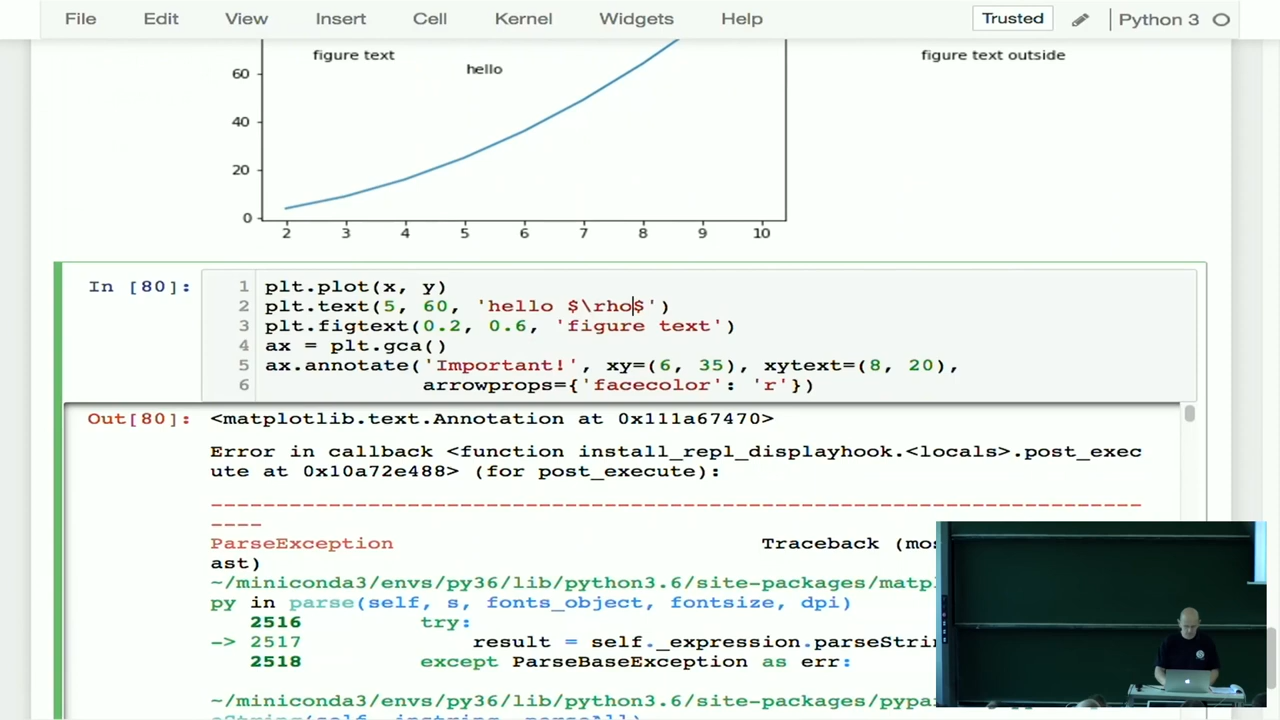 File Edit View Insert Cell Kernel Widgets Help Trusted Python 3
figure text figure text outside
60 hello
40
20
0
2 3 4 5 6 7 8 9 10
In [80]: 1 plt.plot(x, y)
2 plt.text(5, 60, 'hello $\rho$')
3 plt.figtext(0.2, 0.6, 'figure text')
4 ax = plt.gca()
5 ax.annotate('Important!', xy=(6, 35), xytext=(8, 20),
6 arrowprops={'facecolor': 'r'})
Out[80]: <matplotlib.text.Annotation at 0x111a67470>
Error in callback <function install_repl_displayhook.<locals>.post_exec
ute at 0x10a72e488> (for post_execute):
---------------------------------------------------------------------------
ParseException Traceback (mos
ast)
~/miniconda3/envs/py36/lib/python3.6/site-packages/matpl
py in parse(self, s, fonts_object, fontsize, dpi)
2516 try:
-> 2517 result = self._expression.parseStrin
2518 except ParseBaseException as err:
~/miniconda3/envs/py36/lib/python3.6/site-packages/pypa